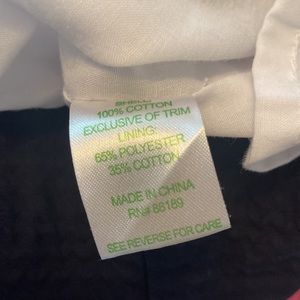 SHELL:
100% COTTON
EXCLUSIVE OF TRIM
LINING:
65% POLYESTER
35% COTTON
MADE IN CHINA
RN# 88189
SEE REVERSE FOR CARE